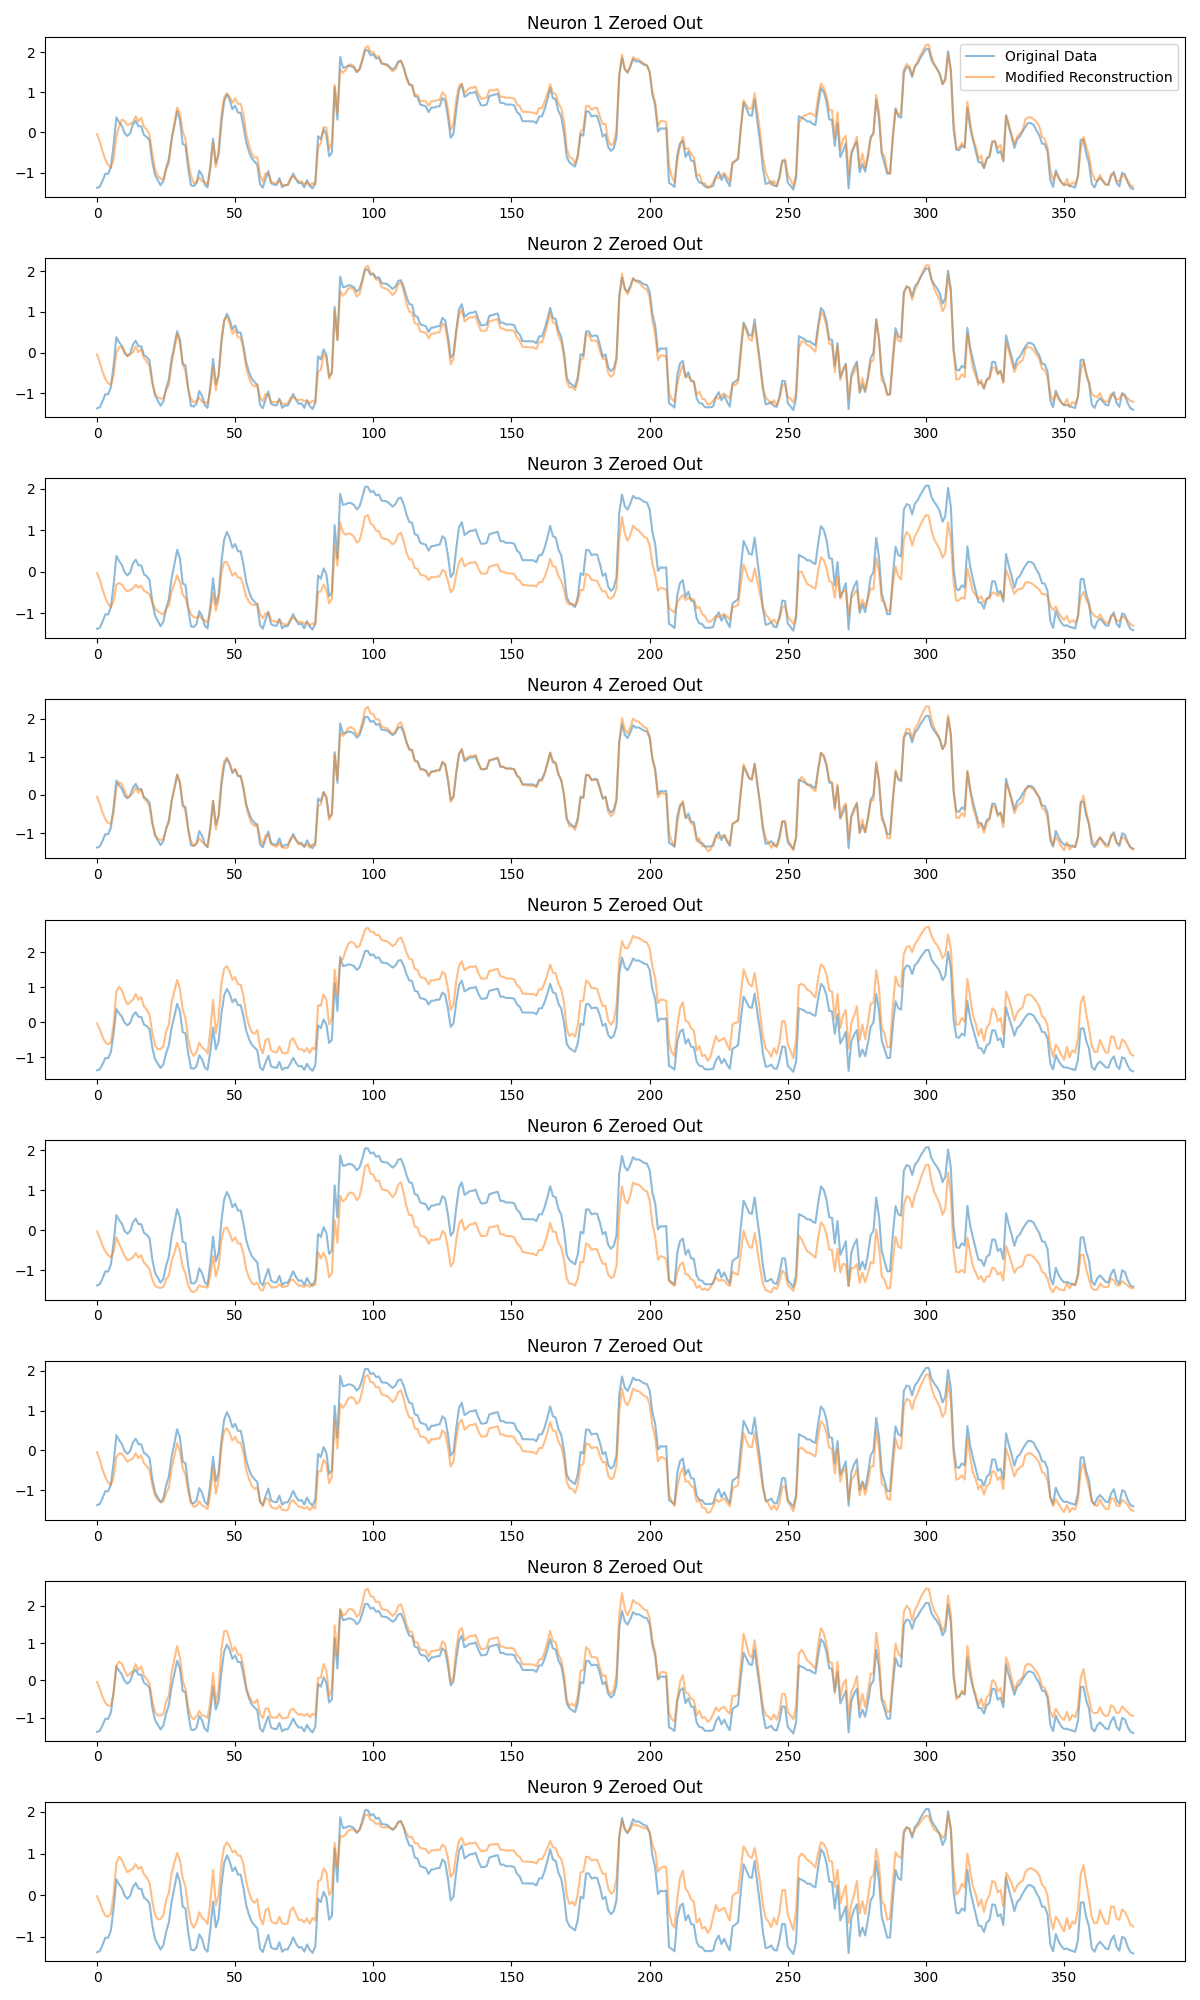 Neuron 1 Zeroed Out
Original Data
Modified Reconstruction
2
1
0
−1
0 50 100 150 200 250 300 350
Neuron 2 Zeroed Out
2
1
0
−1
0 50 100 150 200 250 300 350
Neuron 3 Zeroed Out
2
1
0
−1
0 50 100 150 200 250 300 350
Neuron 4 Zeroed Out
2
1
0
−1
0 50 100 150 200 250 300 350
Neuron 5 Zeroed Out
2
1
0
−1
0 50 100 150 200 250 300 350
Neuron 6 Zeroed Out
2
1
0
−1
0 50 100 150 200 250 300 350
Neuron 7 Zeroed Out
2
1
0
−1
0 50 100 150 200 250 300 350
Neuron 8 Zeroed Out
2
1
0
−1
0 50 100 150 200 250 300 350
Neuron 9 Zeroed Out
2
1
0
−1
0 50 100 150 200 250 300 350